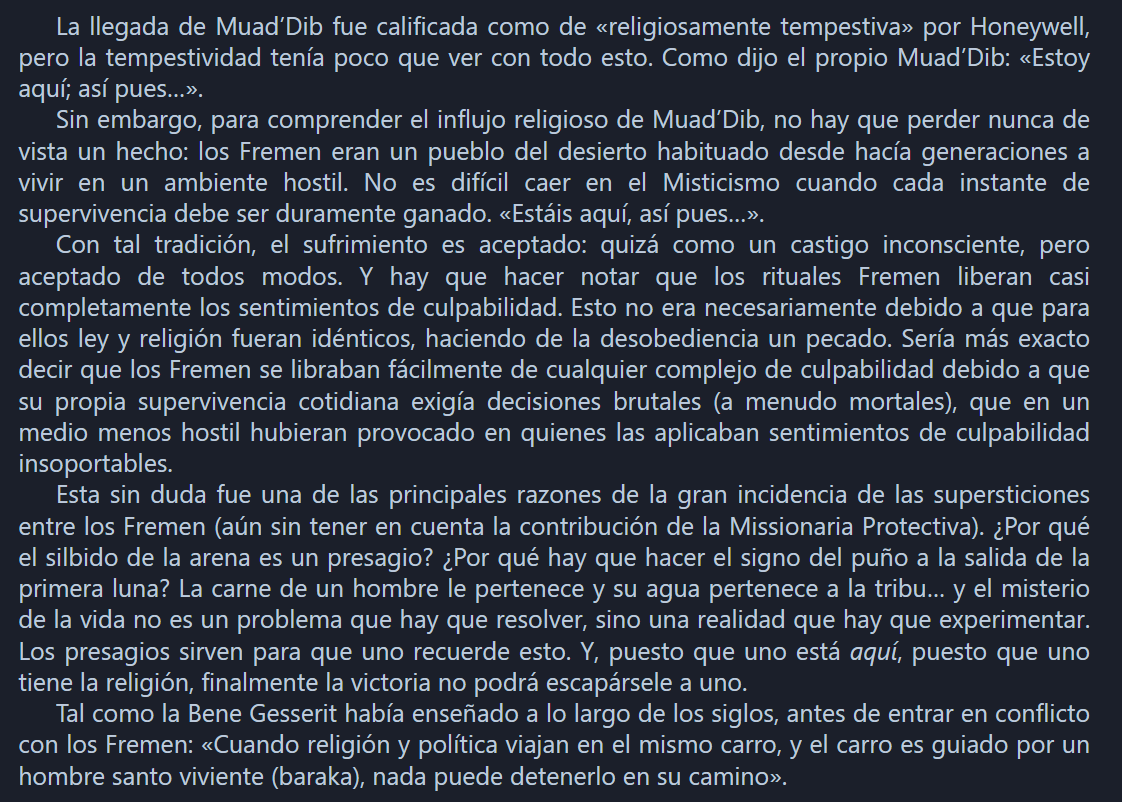 La llegada de Muad’Dib fue calificada como de «religiosamente tempestiva» por Honeywell,
pero la tempestividad tenía poco que ver con todo esto. Como dijo el propio Muad’Dib: «Estoy
aquí; así pues...».
Sin embargo, para comprender el influjo religioso de Muad’Dib, no hay que perder nunca de
vista un hecho: los Fremen eran un pueblo del desierto habituado desde hacía generaciones a
vivir en un ambiente hostil. No es difícil caer en el Misticismo cuando cada instante de
supervivencia debe ser duramente ganado. «Estáis aquí, así pues...».
Con tal tradición, el sufrimiento es aceptado: quizá como un castigo inconsciente, pero
aceptado de todos modos. Y hay que hacer notar que los rituales Fremen liberan casi
completamente los sentimientos de culpabilidad. Esto no era necesariamente debido a que para
ellos ley y religión fueran idénticos, haciendo de la desobediencia un pecado. Sería más exacto
decir que los Fremen se libraban fácilmente de cualquier complejo de culpabilidad debido a que
su propia supervivencia cotidiana exigía decisiones brutales (a menudo mortales), que en un
medio menos hostil hubieran provocado en quienes las aplicaban sentimientos de culpabilidad
insoportables.
Esta sin duda fue una de las principales razones de la gran incidencia de las supersticiones
entre los Fremen (aún sin tener en cuenta la contribución de la Missionaria Protectiva). ¿Por qué
el silbido de la arena es un presagio? ¿Por qué hay que hacer el signo del puño a la salida de la
primera luna? La carne de un hombre le pertenece y su agua pertenece a la tribu... y el misterio
de la vida no es un problema que hay que resolver, sino una realidad que hay que experimentar.
Los presagios sirven para que uno recuerde esto. Y, puesto que uno está aquí, puesto que uno
tiene la religión, finalmente la victoria no podrá escapársele a uno.
Tal como la Bene Gesserit había enseñado a lo largo de los siglos, antes de entrar en conflicto
con los Fremen: «Cuando religión y política viajan en el mismo carro, y el carro es guiado por un
hombre santo viviente (baraka), nada puede detenerlo en su camino».